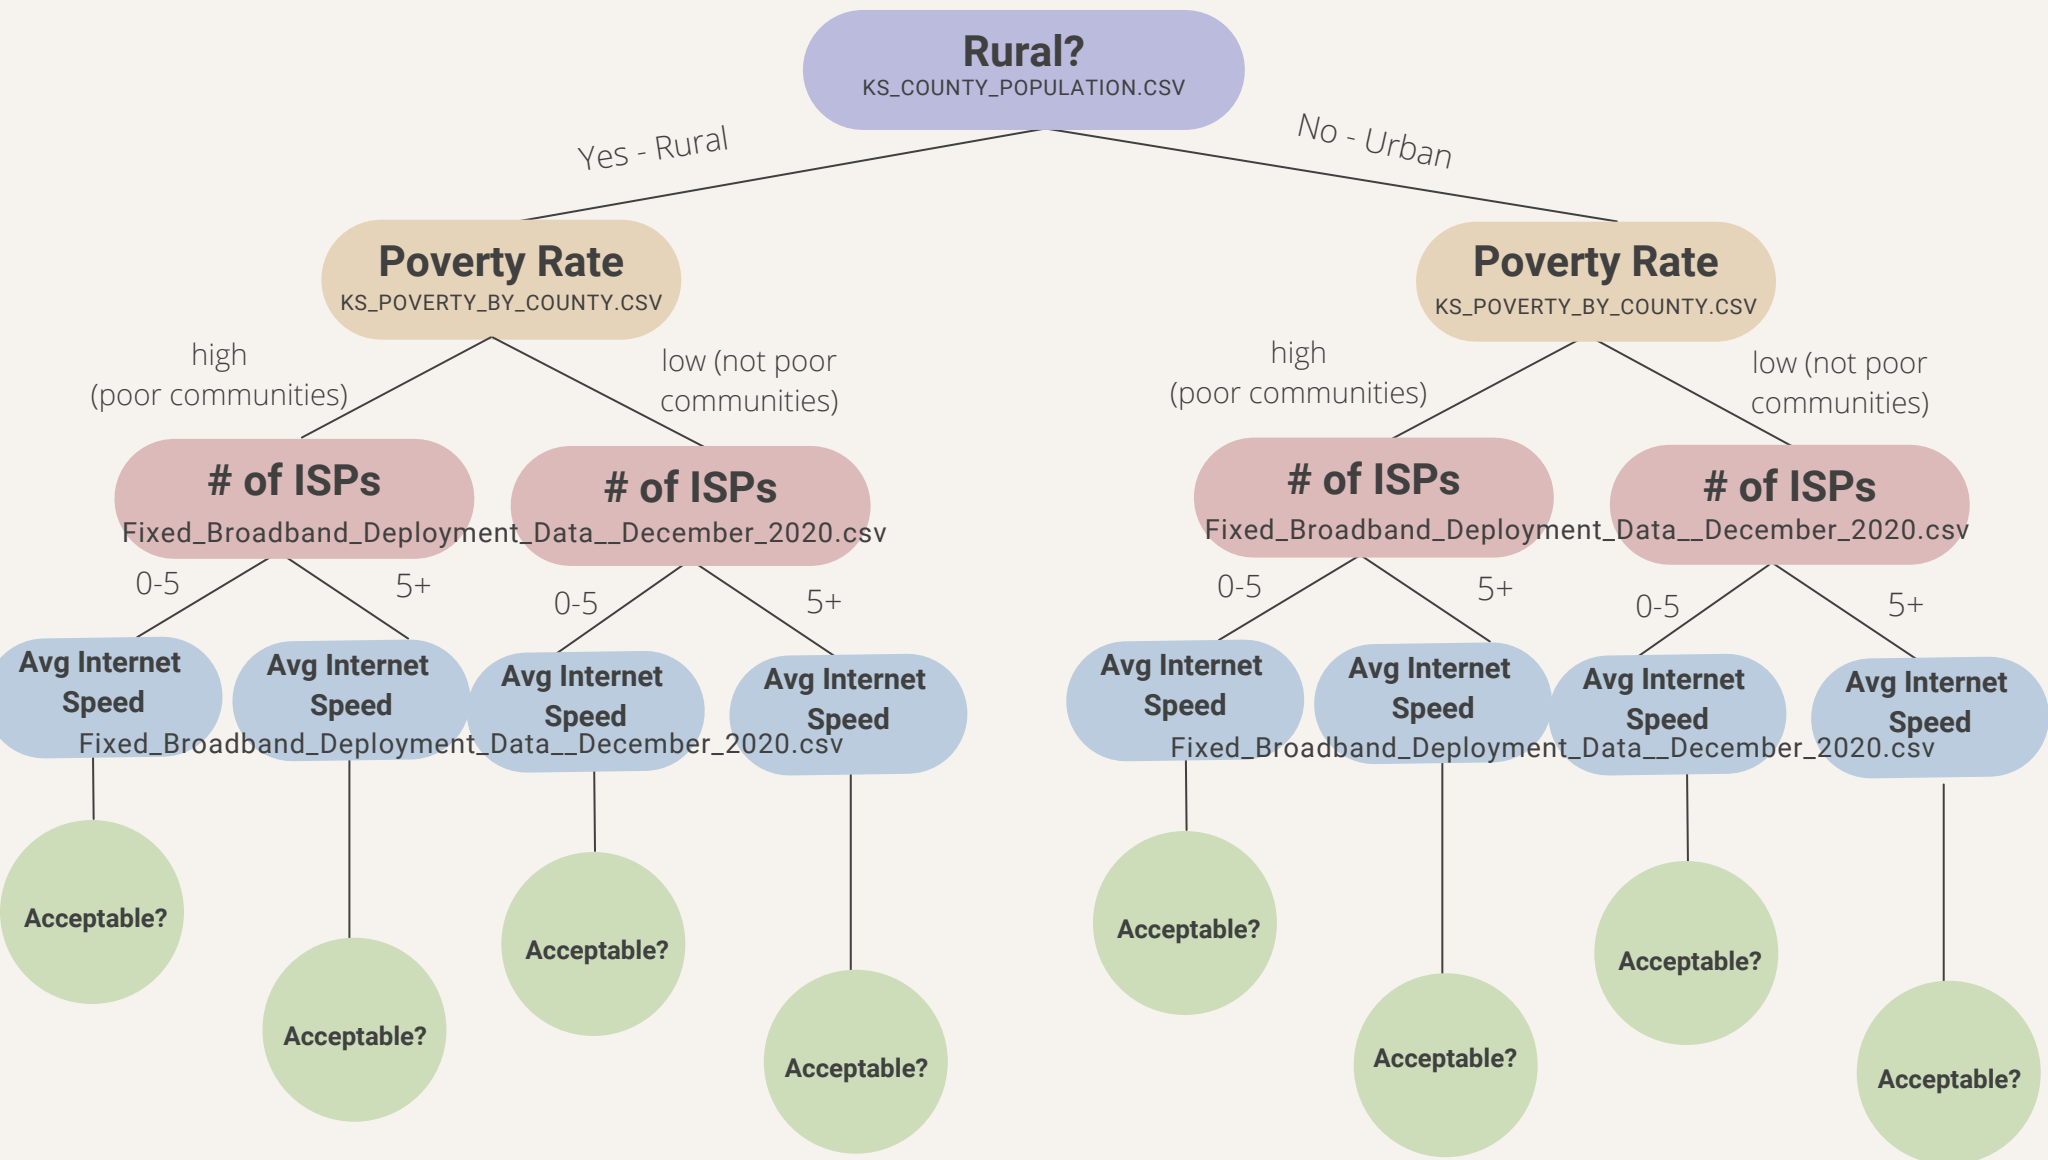 Rural?
KS_COUNTY_POPULATION.CSV
Yes - Rural
No - Urban
Poverty Rate
KS_POVERTY_BY_COUNTY.CSV
Poverty Rate
KS_POVERTY_BY_COUNTY.CSV
high
(poor communities)
low (not poor
communities)
high
(poor communities)
low (not poor
communities)
# of ISPs
# of ISPs
Fixed_Broadband_Deployment_Data__December_2020.csv
# of ISPs
# of ISPs
Fixed_Broadband_Deployment_Data__December_2020.csv
0-5
5+
0-5
5+
0-5
5+
0-5
5+
Avg Internet
Speed
Avg Internet
Speed
Avg Internet
Speed
Avg Internet
Speed
Fixed_Broadband_Deployment_Data__December_2020.csv
Avg Internet
Speed
Avg Internet
Speed
Avg Internet
Speed
Avg Internet
Speed
Fixed_Broadband_Deployment_Data__December_2020.csv
Acceptable?
Acceptable?
Acceptable?
Acceptable?
Acceptable?
Acceptable?
Acceptable?
Acceptable?